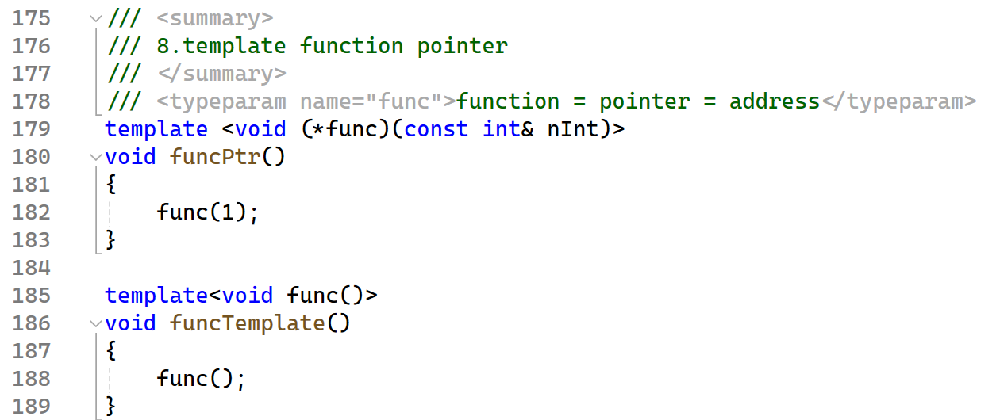 175 /// <summary>
176 /// 8.template function pointer
177 /// </summary>
178 /// <typeparam name="func">function = pointer = address</typeparam>
179 template <void (*func)(const int& nInt)>
180 void funcPtr()
181 {
182     func(1);
183 }
184
185 template<void func()>
186 void funcTemplate()
187 {
188     func();
189 }